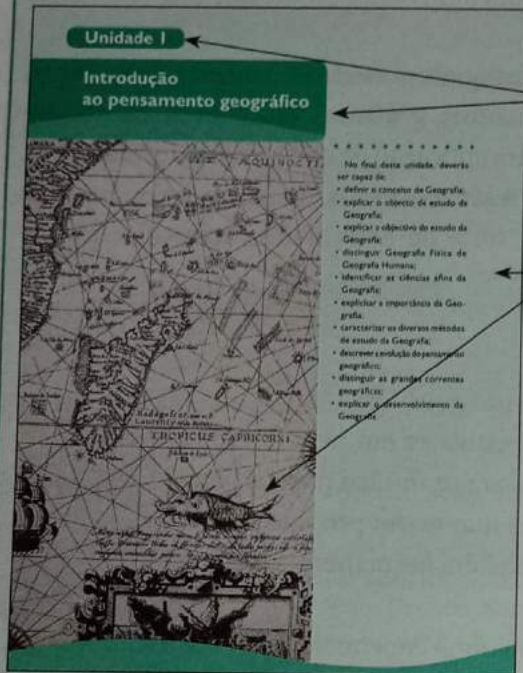 Unidade 1
Introdução
ao pensamento geográfico
AQUINOCTI
No final desta unidade, deverás
ser capaz de:
• definir o conceito de Geografia;
• explicar o objecto de estudo da
Geografia;
• explicar o objectivo do estudo da
Geografia;
• distinguir Geografia Física de
Geografia Humana;
• identificar as ciências afins da
Geografia;
• explicitar a importância da Geo-
grafia;
• caracterizar os diversos métodos
de estudo da Geografia;
• descrever a evolução do pensamento
geográfico;
• distinguir as grandes correntes
geográficas;
• explicar o desenvolvimento da
Geografia.
TROPICUS CAPRICORNI